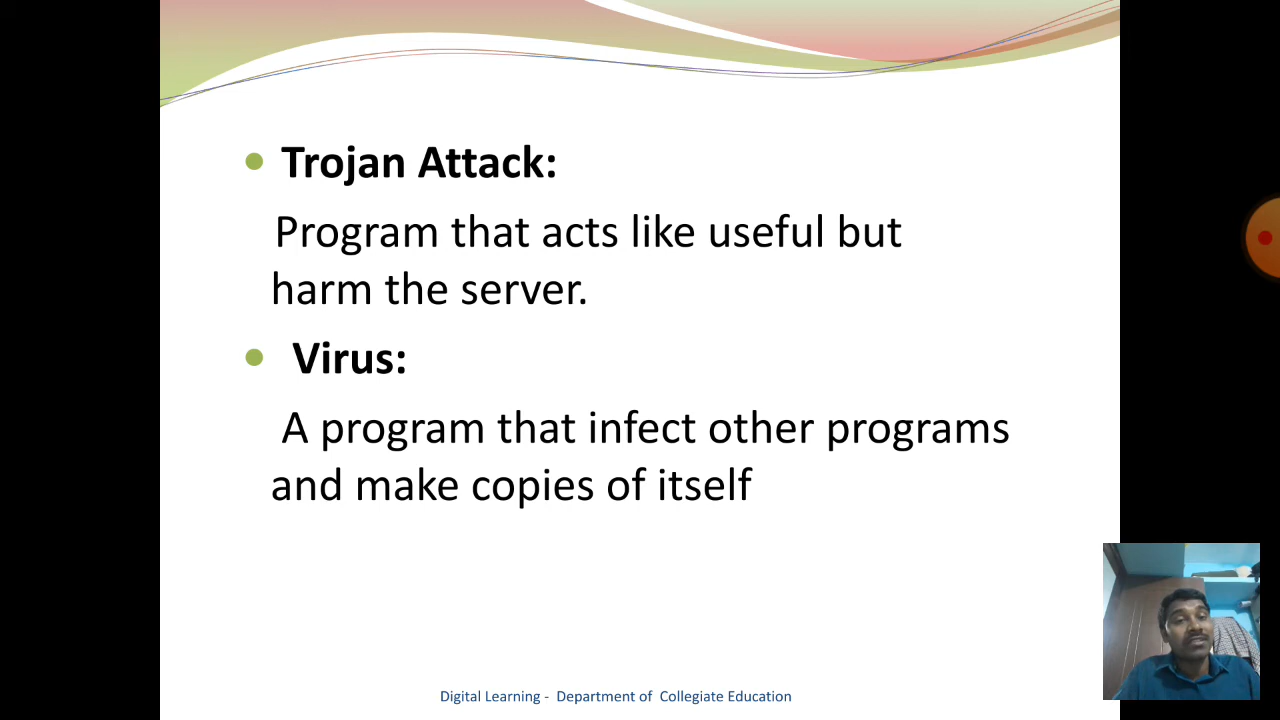 Trojan Attack:
Program that acts like useful but
harm the server.
Virus:
A program that infect other programs
and make copies of itself
Digital Learning - Department of Collegiate Education